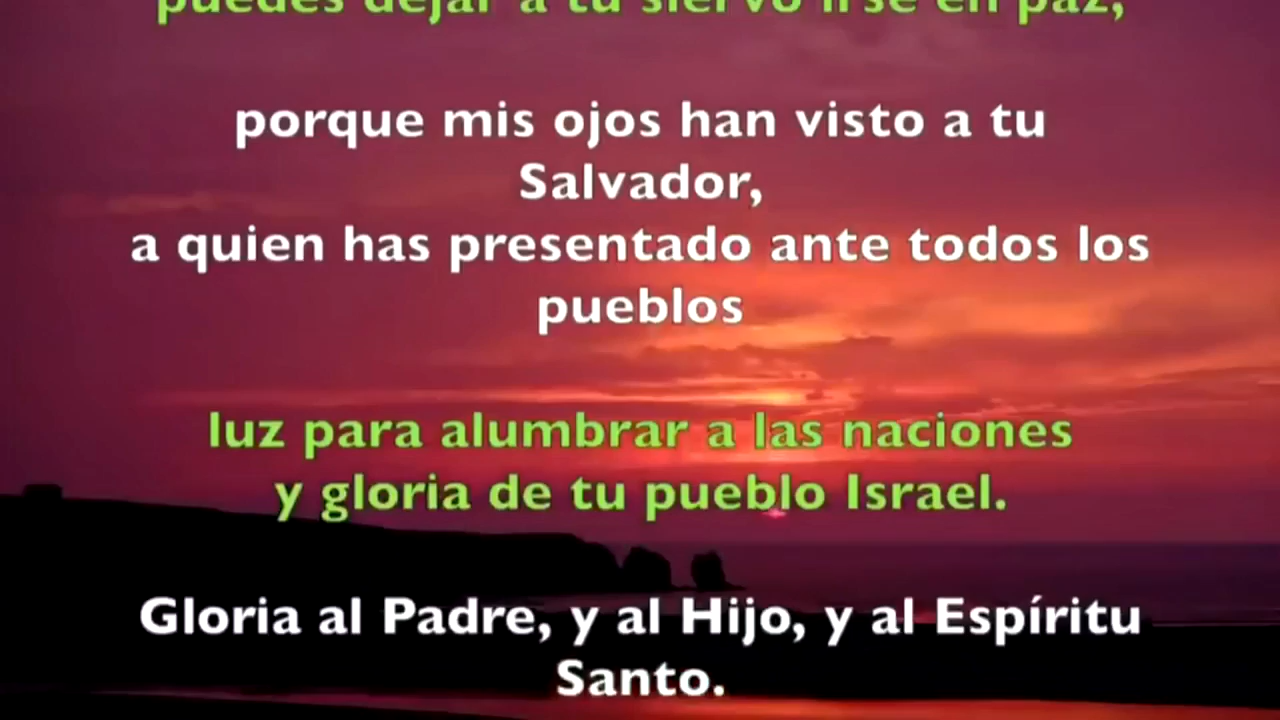 puedes dejar a tu siervo irse en paz,
porque mis ojos han visto a tu
Salvador,
a quien has presentado ante todos los
pueblos
luz para alumbrar a las naciones
y gloria de tu pueblo Israel.
Gloria al Padre, y al Hijo, y al Espíritu
Santo.